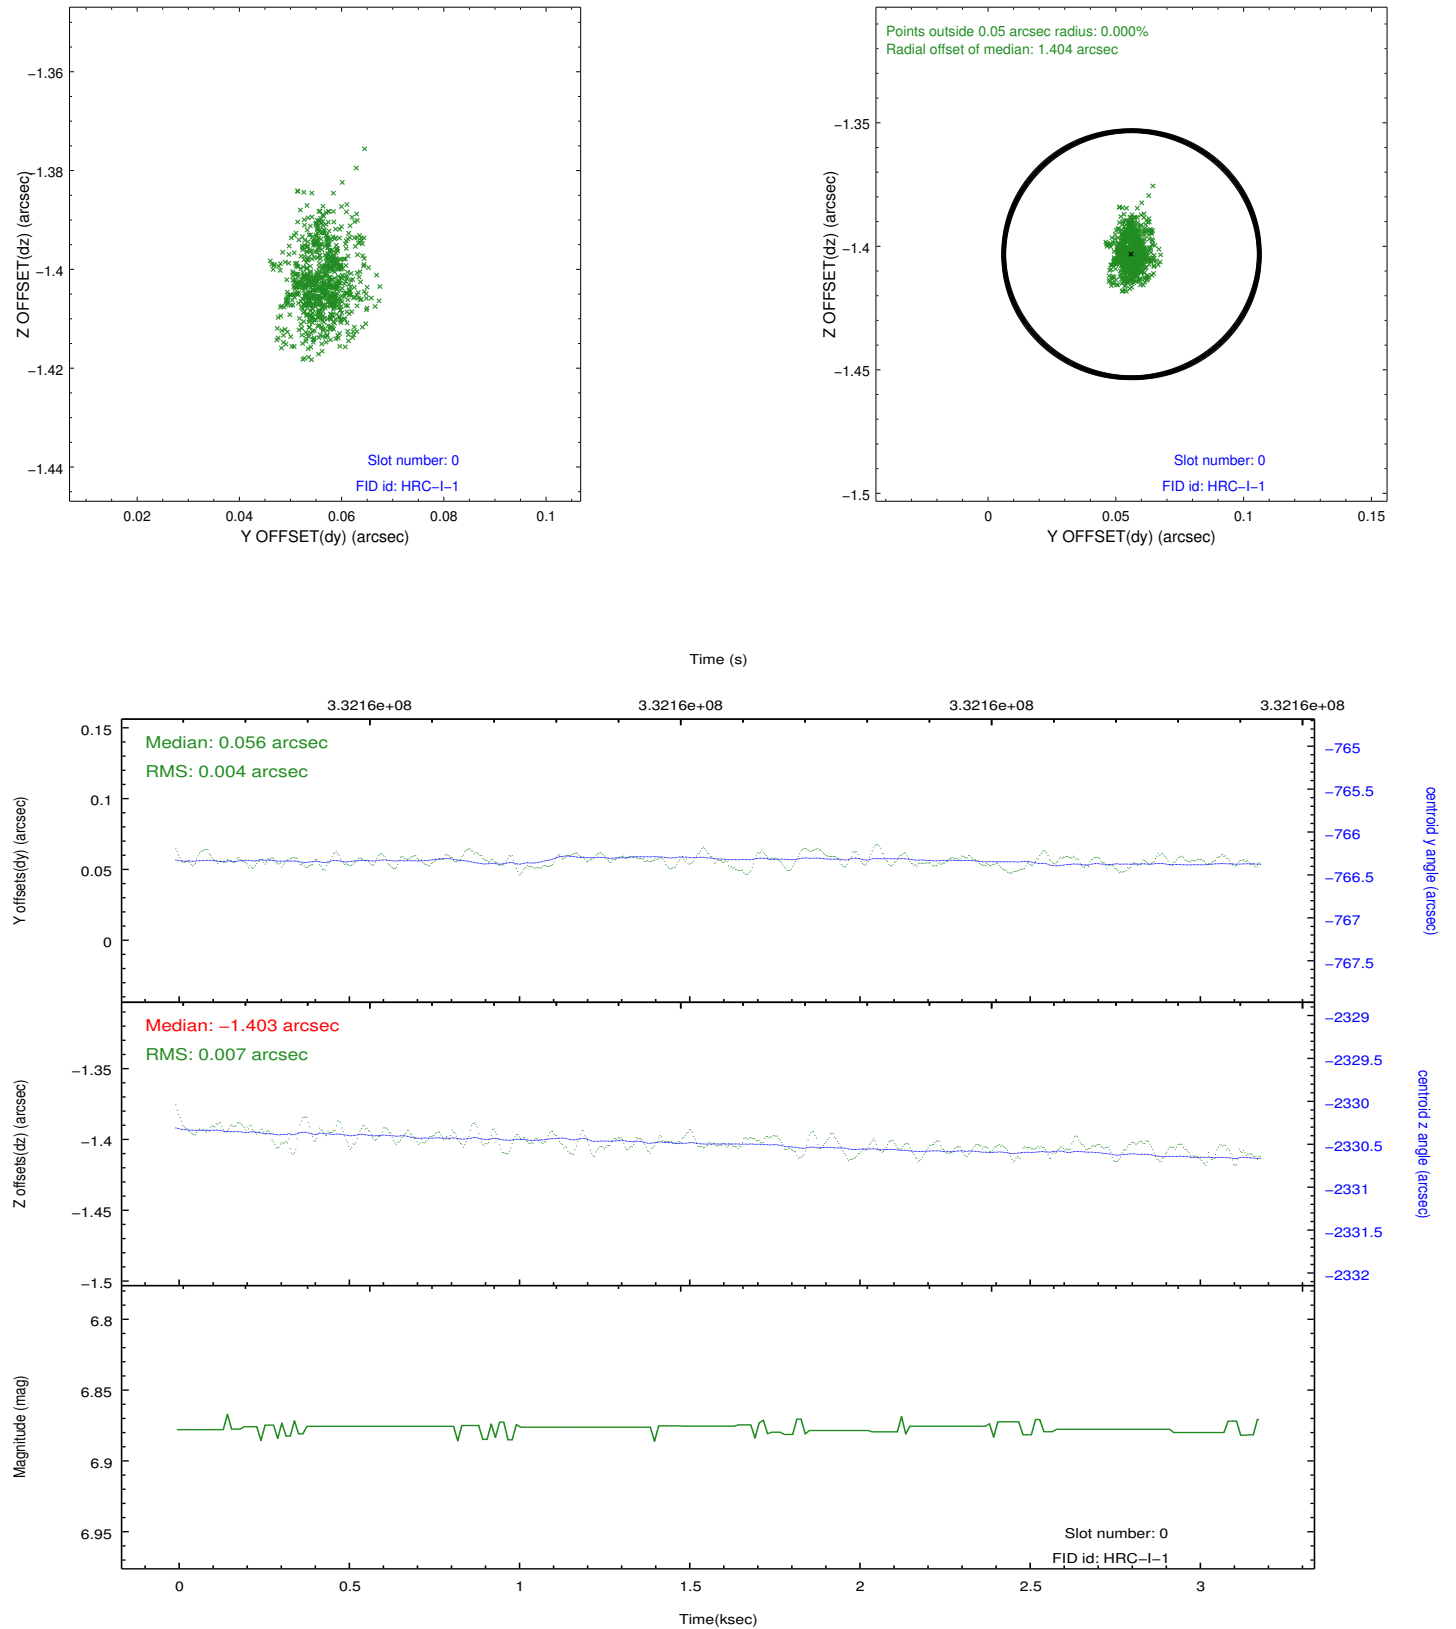 −1.36
−1.38
−1.4
−1.42
−1.44
Z OFFSET(dz) (arcsec)
Slot number: 0
FID id: HRC−I−1
0.02 0.04 0.06 0.08 0.1
Y OFFSET(dy) (arcsec)
Points outside 0.05 arcsec radius: 0.000%
Radial offset of median: 1.404 arcsec
−1.35
−1.4
−1.45
−1.5
Z OFFSET(dz) (arcsec)
Slot number: 0
FID id: HRC−I−1
0 0.05 0.1 0.15
Y OFFSET(dy) (arcsec)
Time (s)
3.3216e+08 3.3216e+08 3.3216e+08 3.3216e+08
Median: 0.056 arcsec
RMS: 0.004 arcsec
0.15
0.1
0.05
0
Y offsets(dy) (arcsec)
−765
−765.5
−766
−766.5
−767
−767.5
centroid y angle (arcsec)
Median: −1.403 arcsec
RMS: 0.007 arcsec
−1.35
−1.4
−1.45
−1.5
Z offsets(dz) (arcsec)
−2329
−2329.5
−2330
−2330.5
−2331
−2331.5
−2332
centroid z angle (arcsec)
6.8
6.85
6.9
6.95
Magnitude (mag)
Slot number: 0
FID id: HRC−I−1
0 0.5 1 1.5 2 2.5 3
Time(ksec)